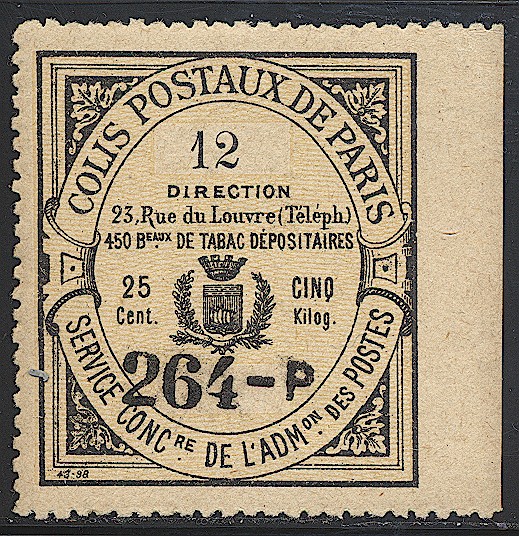 COLIS POSTAUX DE PARIS
12
DIRECTION
23, Rue du Louvre (Téléph.)
450 Beaux DE TABAC DÉPOSITAIRES
25 Cent.
CINQ Kilog.
264-P
SERVICE CONCRE DE L'ADMON. DES POSTES
43-98